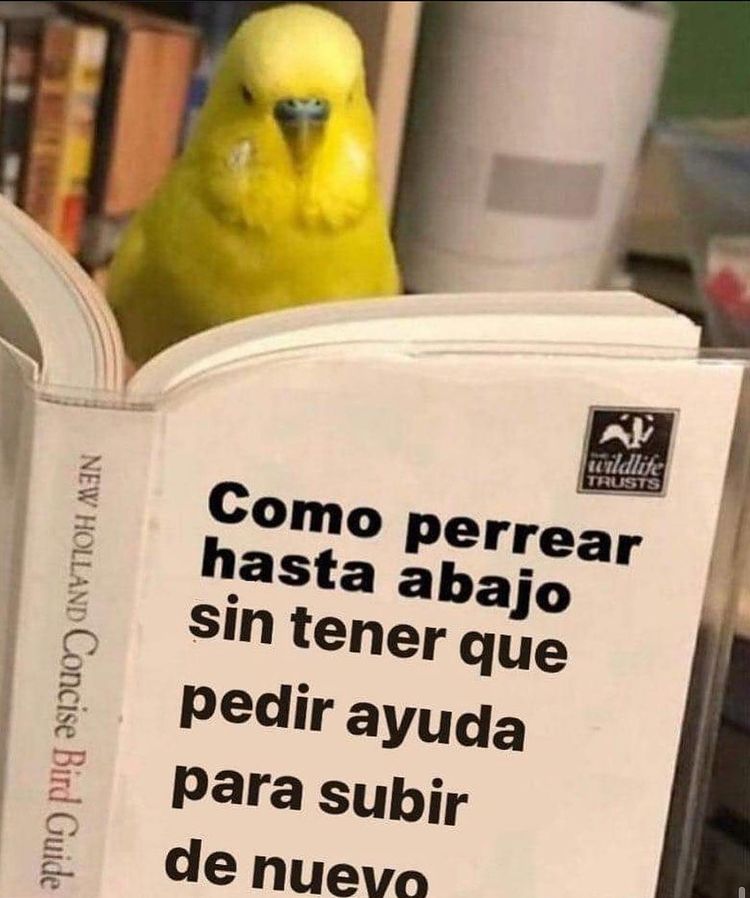 THE
wildlife
TRUSTS
Como perrear
hasta abajo
sin tener que
pedir ayuda
para subir
de nuevo
NEW HOLLAND Concise Bird Guide